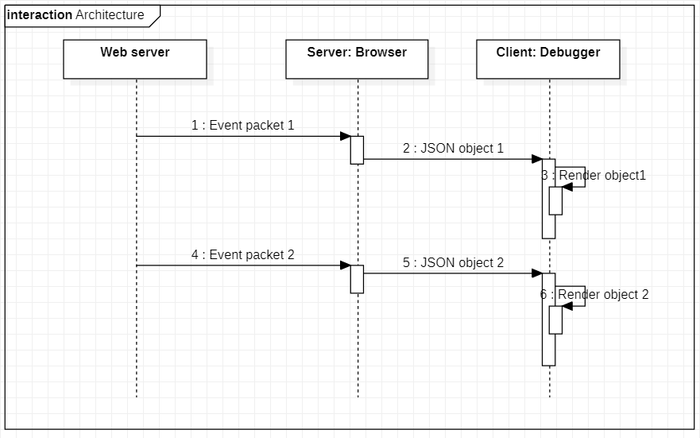 interaction Architecture
Web server
Server: Browser
Client: Debugger
1 : Event packet 1
2 : JSON object 1
3 : Render object1
4 : Event packet 2
5 : JSON object 2
6 : Render object 2